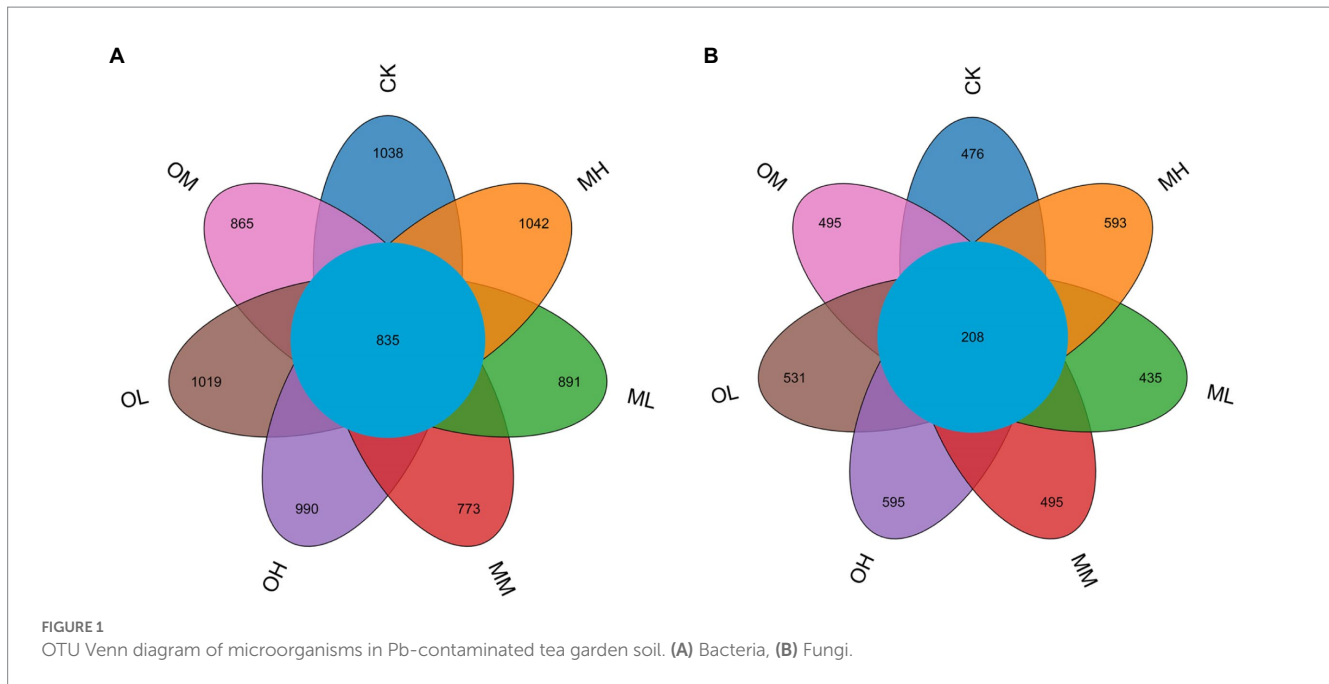 A
CK
1038
OM
865
MH
1042
835
OL
1019
891
ML
990
773
OH
MM
B
CK
476
OM
495
MH
593
208
OL
531
435
ML
595
495
OH
MM
FIGURE 1
OTU Venn diagram of microorganisms in Pb-contaminated tea garden soil. (A) Bacteria, (B) Fungi.